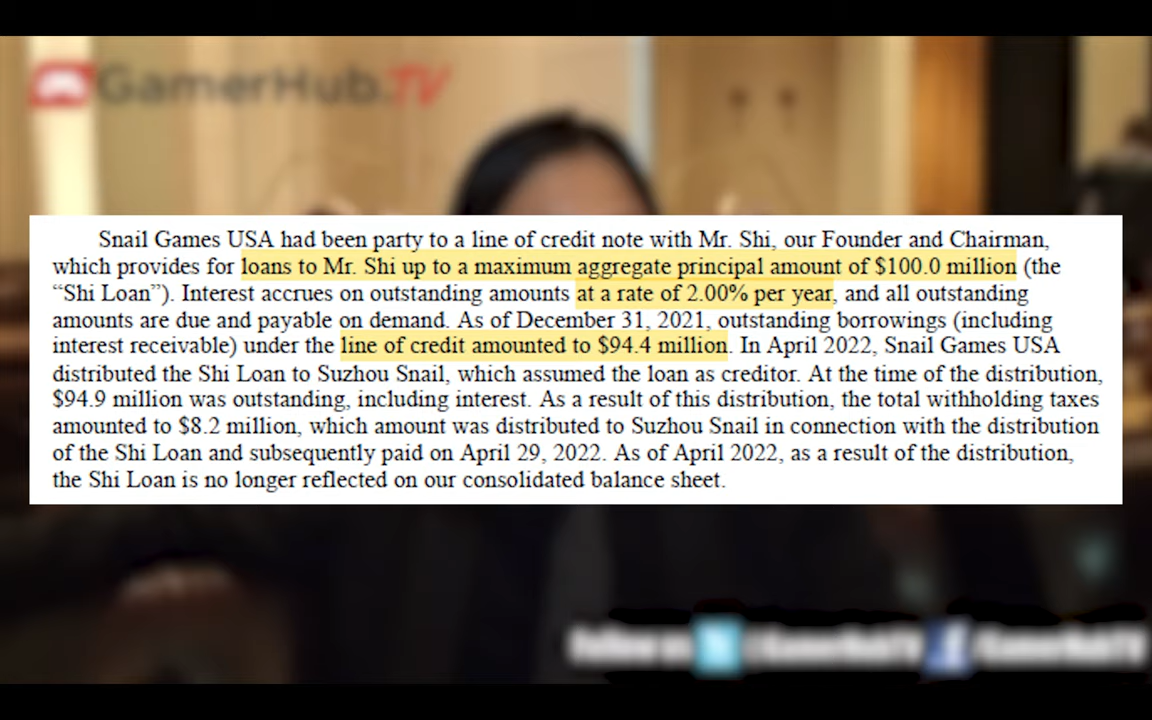 GamerHub.TV
Snail Games USA had been party to a line of credit note with Mr. Shi, our Founder and Chairman,
which provides for loans to Mr. Shi up to a maximum aggregate principal amount of $100.0 million (the
“Shi Loan”). Interest accrues on outstanding amounts at a rate of 2.00% per year, and all outstanding
amounts are due and payable on demand. As of December 31, 2021, outstanding borrowings (including
interest receivable) under the line of credit amounted to $94.4 million. In April 2022, Snail Games USA
distributed the Shi Loan to Suzhou Snail, which assumed the loan as creditor. At the time of the distribution,
$94.9 million was outstanding, including interest. As a result of this distribution, the total withholding taxes
amounted to $8.2 million, which amount was distributed to Suzhou Snail in connection with the distribution
of the Shi Loan and subsequently paid on April 29, 2022. As of April 2022, as a result of the distribution,
the Shi Loan is no longer reflected on our consolidated balance sheet.
Follow us /GamerHubTV /GamerHubTV